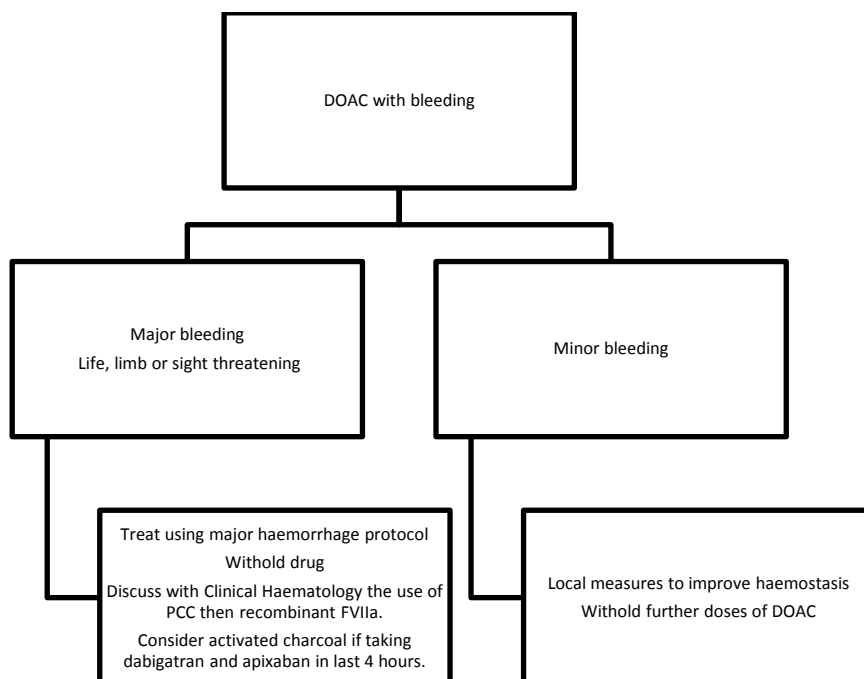 DOAC with bleeding
Major bleeding
Life, limb or sight threatening
Minor bleeding
Treat using major haemorrhage protocol
Withold drug
Discuss with Clinical Haematology the use of
PCC then recombinant FVIIa.
Consider activated charcoal if taking
dabigatran and apixaban in last 4 hours.
Local measures to improve haemostasis
Withold further doses of DOAC